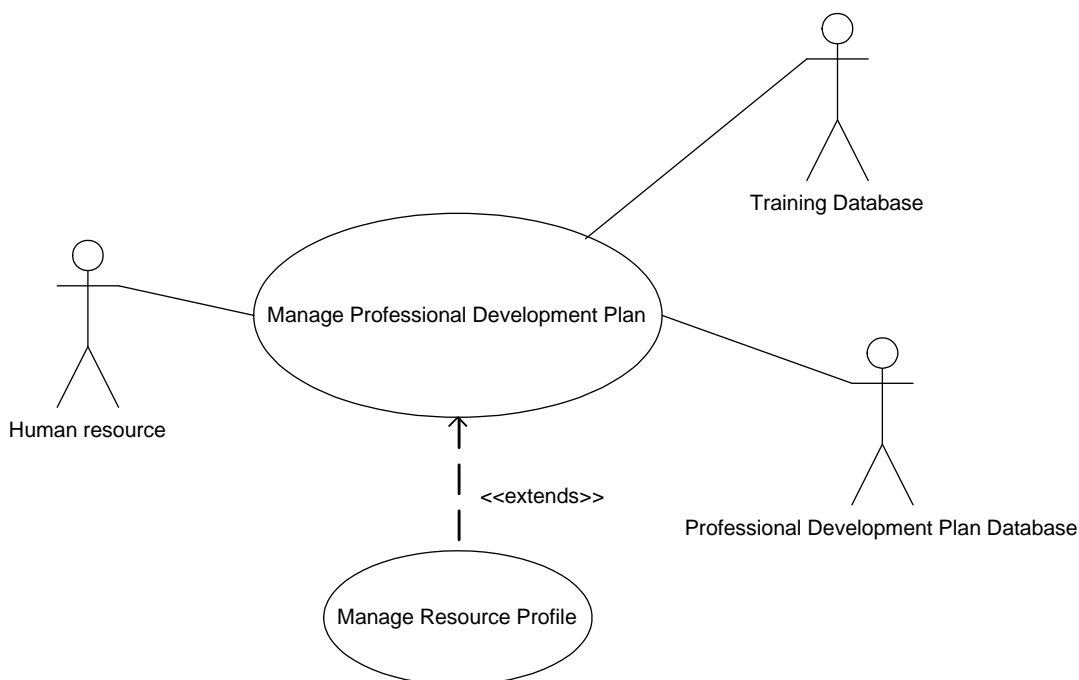 Training Database
Manage Professional Development Plan
Human resource
<<extends>>
Professional Development Plan Database
Manage Resource Profile